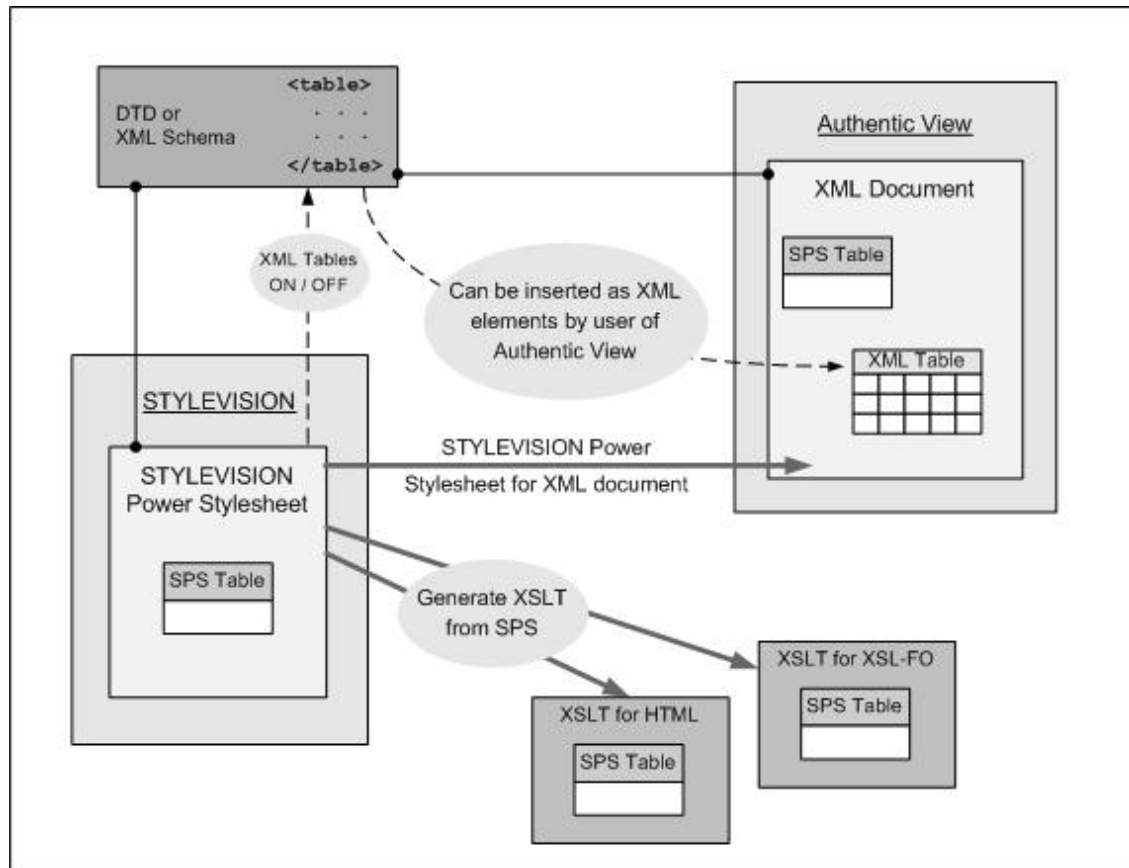 <table>
. . .
. . .
</table>
DTD or
XML Schema
Authentic View
XML Document
SPS Table
XML Table
XML Tables
ON / OFF
Can be inserted as XML
elements by user of
Authentic View
STYLEVISION
STYLEVISION
Power Stylesheet
SPS Table
STYLEVISION Power
Stylesheet for XML document
Generate XSLT
from SPS
XSLT for HTML
SPS Table
XSLT for XSL-FO
SPS Table